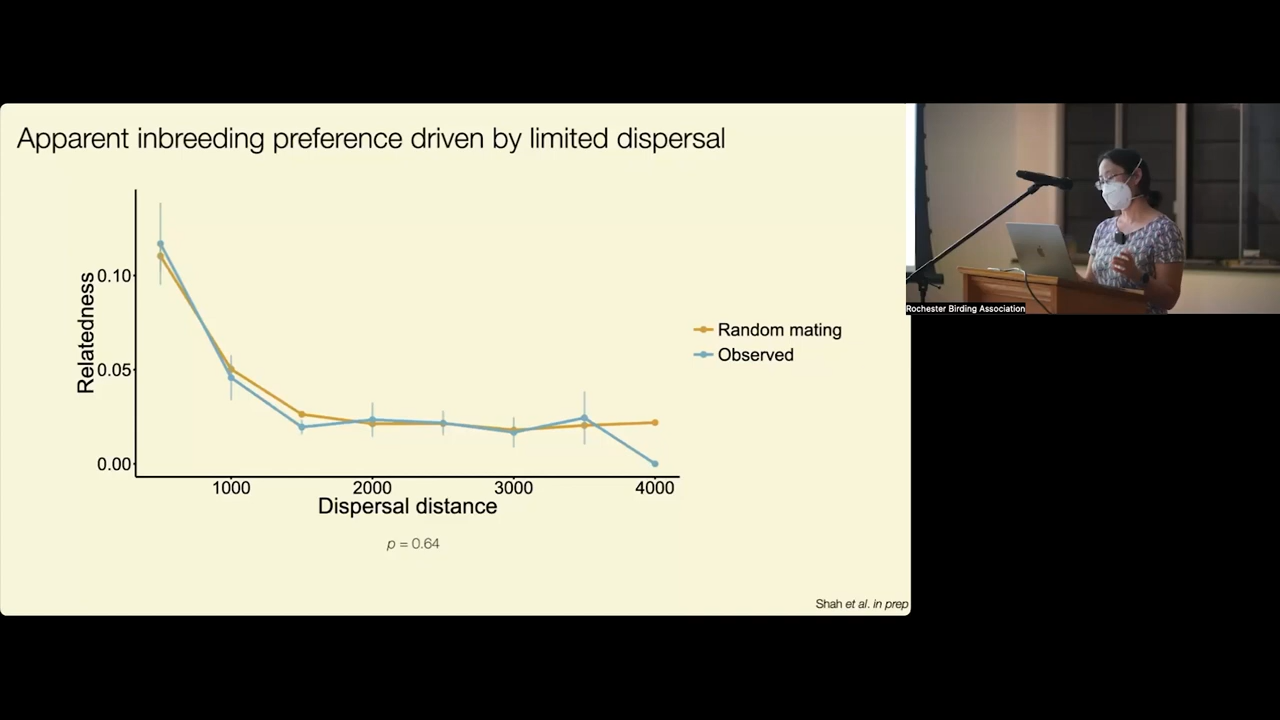 Apparent inbreeding preference driven by limited dispersal
Relatedness
0.10
0.05
0.00
1000
2000
3000
4000
Dispersal distance
p = 0.64
Random mating
Observed
Shah et al. in prep
Rochester Birding Association